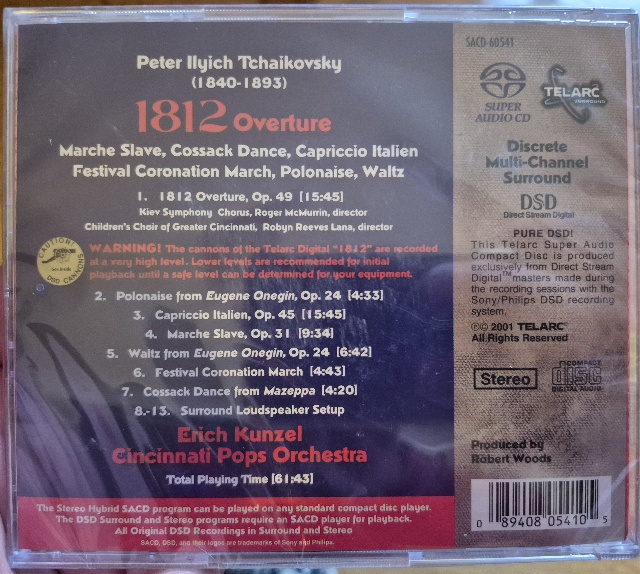 Peter Ilyich Tchaikovsky
(1840-1893)
1812 Overture
Marche Slave, Cossack Dance, Capriccio Italien
Festival Coronation March, Polonaise, Waltz
1. 1812 Overture, Op. 49 [15:45]
Kiev Symphony Chorus, Roger McMurrin, director
Children's Choir of Greater Cincinnati, Robyn Reeves Lana, director
CAUTION!
DSD CANNONS
WARNING! The cannons of the Telarc Digital "1812" are recorded
at a very high level. Lower levels are recommended for initial
playback until a safe level can be determined for your equipment.
2. Polonaise from Eugene Onegin, Op. 24 [4:33]
3. Capriccio Italien, Op. 45 [15:45]
4. Marche Slave, Op. 31 [9:34]
5. Waltz from Eugene Onegin, Op. 24 [6:42]
6. Festival Coronation March [4:43]
7. Cossack Dance from Mazeppa [4:20]
8.-13. Surround Loudspeaker Setup
Erich Kunzel
Cincinnati Pops Orchestra
Total Playing Time [61:43]
The Stereo Hybrid SACD program can be played on any standard compact disc player.
The DSD Surround and Stereo programs require an SACD player for playback.
All Original DSD Recordings in Surround and Stereo
SACD, DSD, and their logos are trademarks of Sony and Philips.
SACD-60541
SUPER
AUDIO CD
TELARC
SURROUND
Discrete
Multi-Channel
Surround
DSD
Direct Stream Digital
PURE DSD!
This Telarc Super Audio
Compact Disc is produced
exclusively from Direct Stream
Digital™ masters made during
the recording sessions with the
Sony/Philips DSD recording
system.
℗© 2001 TELARC®
All Rights Reserved
Stereo
COMPACT
disc
DIGITAL AUDIO
Produced by
Robert Woods
0 89408 05410 5